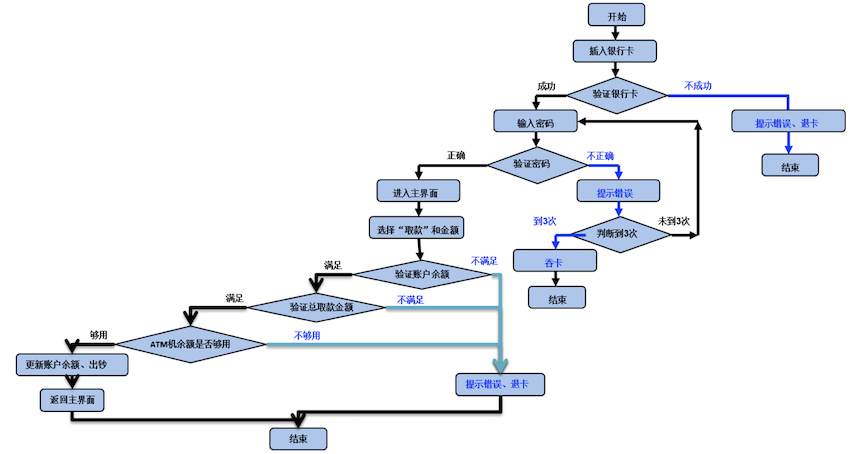 开始
插入银行卡
成功
验证银行卡
不成功
输入密码
提示错误、退卡
正确
验证密码
不正确
结束
进入主界面
提示错误
选择“取款”和金额
到3次
判断到3次
未到3次
满足
验证账户余额
不满足
吞卡
结束
满足
验证总取款金额
不满足
够用
ATM机余额是否够用
不够用
更新账户余额、出钞
提示错误、退卡
返回主界面
结束